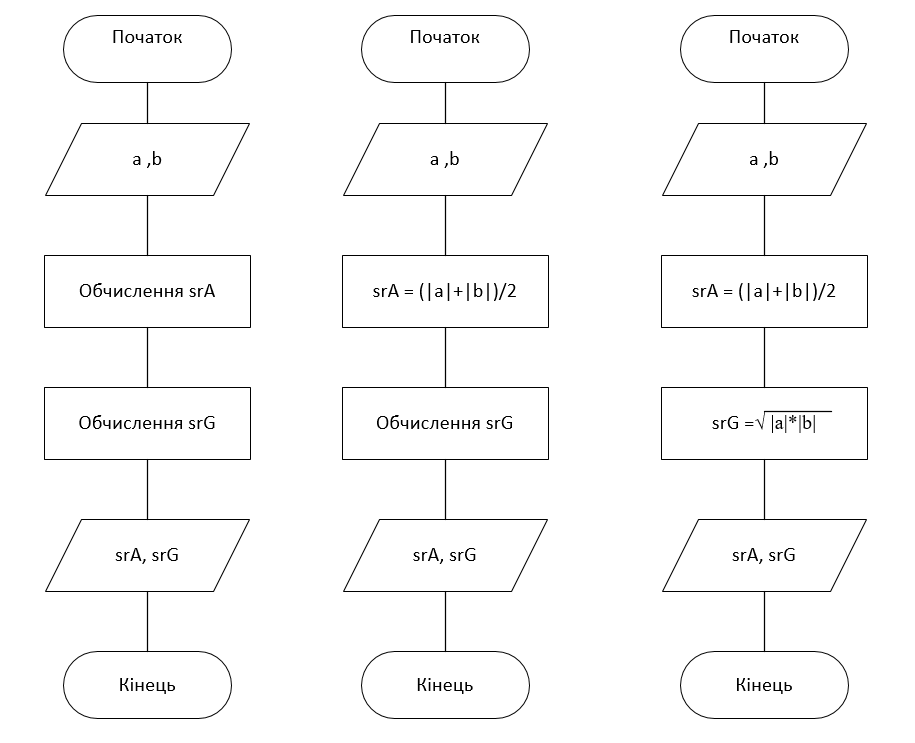 Початок
a ,b
Обчислення srA
Обчислення srG
srA, srG
Кінець
Початок
a ,b
srA = (|a|+|b|)/2
Обчислення srG
srA, srG
Кінець
Початок
a ,b
srA = (|a|+|b|)/2
srG =√|a|*|b|
srA, srG
Кінець